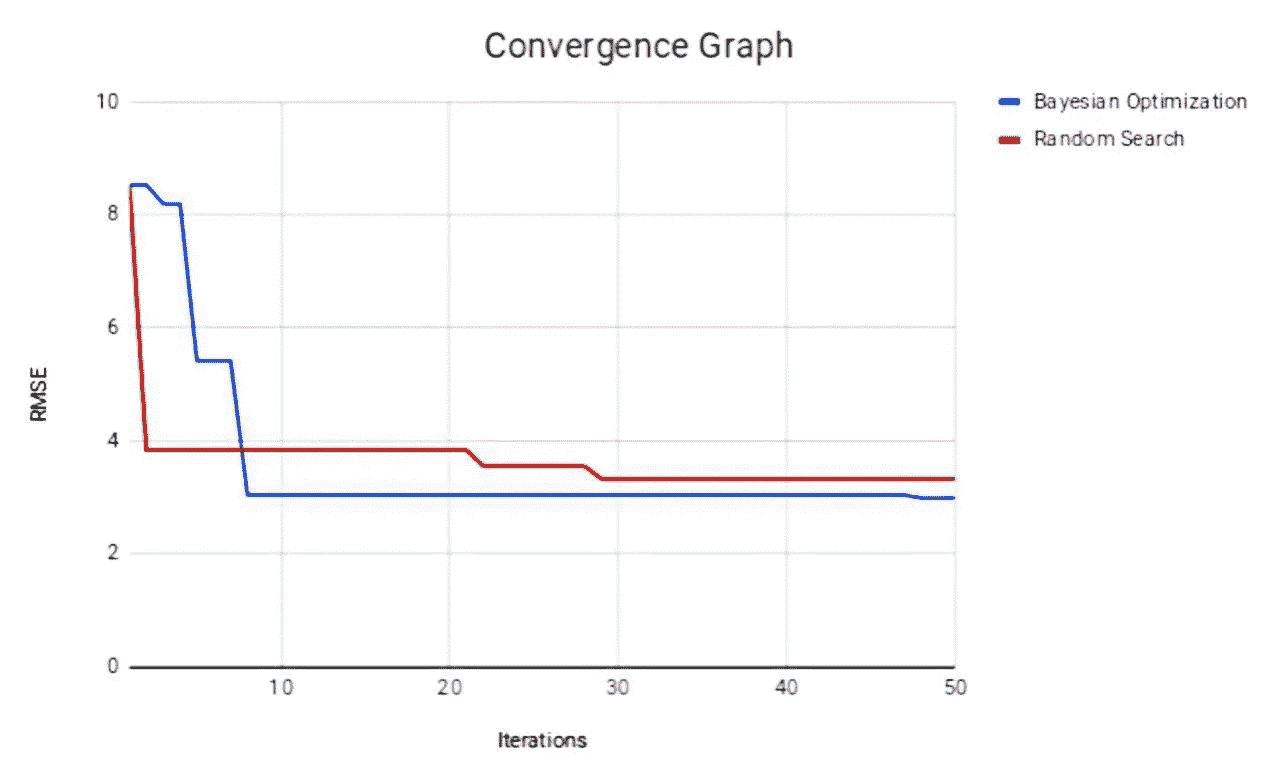 Convergence Graph
Bayesian Optimization
Random Search
10
8
6
4
2
0
RMSE
10 20 30 40 50
Iterations